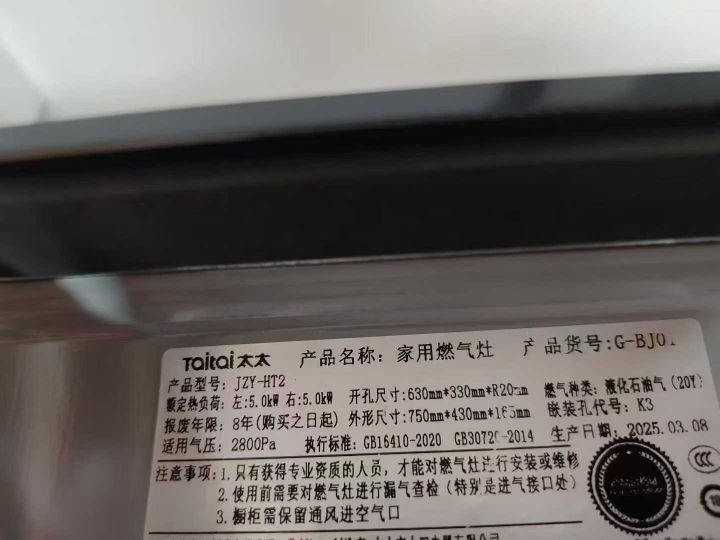 Taitai太太 产品名称: 家用燃气灶 产品货号:G-BJ01
产品型号: JZY-HT2
额定热负荷: 左:5.0kW 右:5.0kW 开孔尺寸:630mm*330mm*R20mm 燃气种类: 液化石油气(20Y)
报废年限: 8年(购买之日起) 外形尺寸:750mm*430mm*165mm 嵌装孔代号: K3
适用气压: 2800Pa 执行标准: GB16410-2020 GB30720-2014 生产日期: 2025.03.08
注意事项:1.只有获得专业资质的人员,才能对燃气灶进行安装或维修
2.使用前需要对燃气灶进行漏气查检(特别是进气接口处)
3.橱柜需保留通风进空气口
CCC